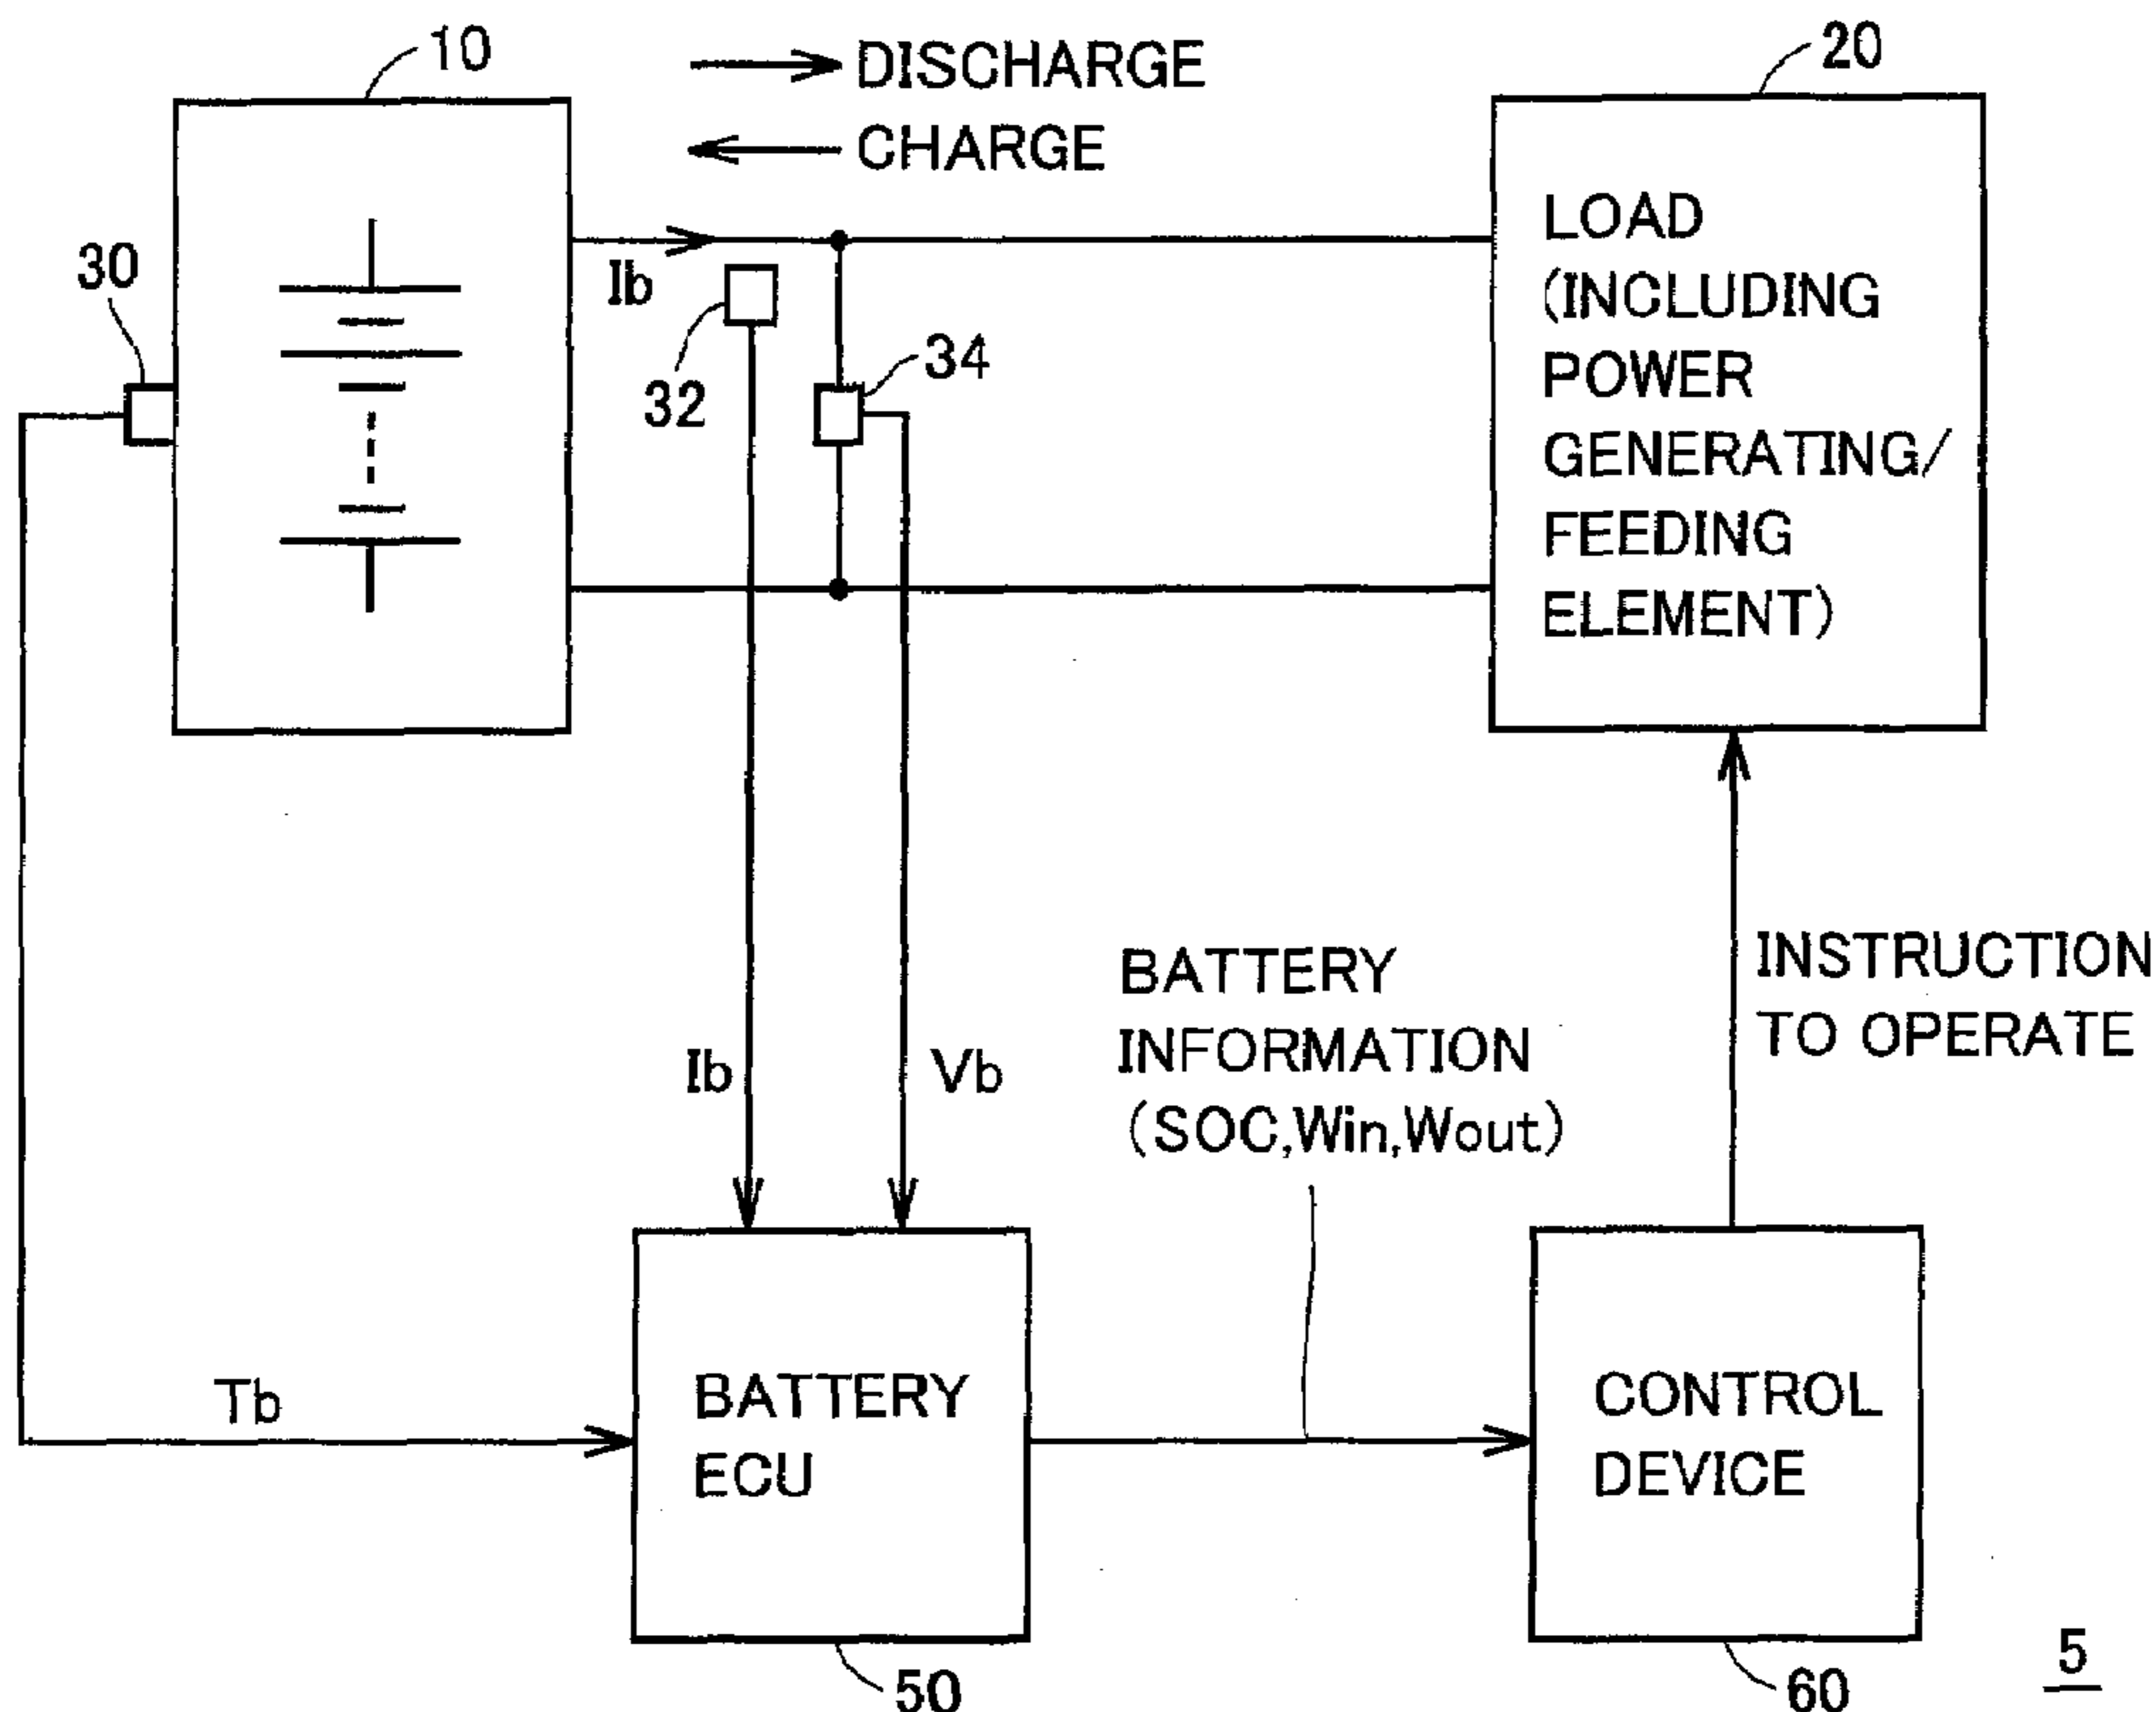 10
DISCHARGE
CHARGE
20
30
Ib
32
34
LOAD
(INCLUDING
POWER
GENERATING/
FEEDING
ELEMENT)
Ib
Vb
BATTERY
INFORMATION
(SOC,Win,Wout)
INSTRUCTION
TO OPERATE
Tb
BATTERY
ECU
CONTROL
DEVICE
50
60
5